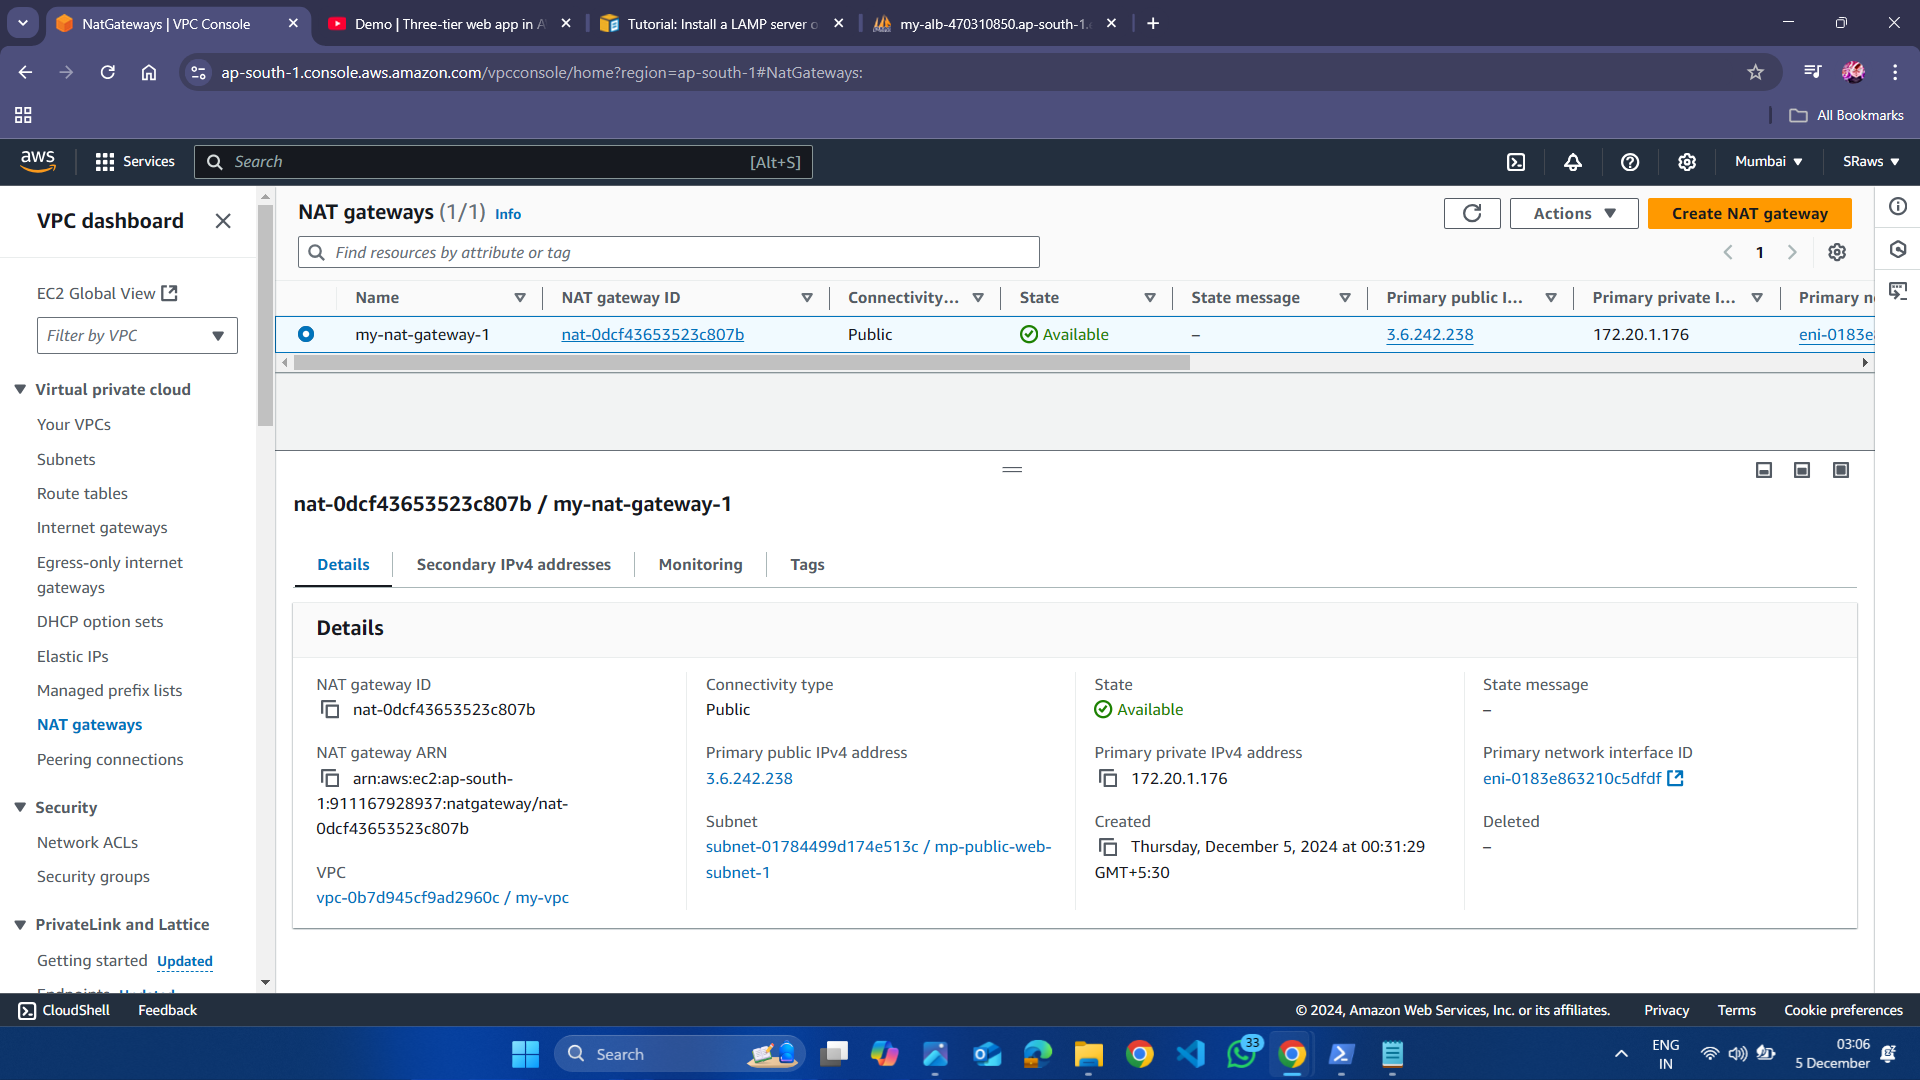 NatGateways | VPC Console
Demo | Three-tier web app in A
Tutorial: Install a LAMP server o
my-alb-470310850.ap-south-1.
ap-south-1.console.aws.amazon.com/vpcconsole/home?region=ap-south-1#NatGateways:
All Bookmarks
aws
Services
Search
[Alt+S]
Mumbai
SRaws
VPC dashboard
EC2 Global View
Filter by VPC
Virtual private cloud
Your VPCs
Subnets
Route tables
Internet gateways
Egress-only internet
gateways
DHCP option sets
Elastic IPs
Managed prefix lists
NAT gateways
Peering connections
Security
Network ACLs
Security groups
PrivateLink and Lattice
Getting started Updated
Endpoints Updated
NAT gateways (1/1) Info
Actions
Create NAT gateway
Find resources by attribute or tag
1
Name NAT gateway ID Connectivity... State State message Primary public I... Primary private I... Primary n
my-nat-gateway-1 nat-0dcf43653523c807b Public Available – 3.6.242.238 172.20.1.176 eni-0183e
nat-0dcf43653523c807b / my-nat-gateway-1
Details Secondary IPv4 addresses Monitoring Tags
Details
NAT gateway ID
nat-0dcf43653523c807b
NAT gateway ARN
arn:aws:ec2:ap-south-
1:911167928937:natgateway/nat-
0dcf43653523c807b
VPC
vpc-0b7d945cf9ad2960c / my-vpc
Connectivity type
Public
Primary public IPv4 address
3.6.242.238
Subnet
subnet-01784499d174e513c / mp-public-web-
subnet-1
State
Available
Primary private IPv4 address
172.20.1.176
Created
Thursday, December 5, 2024 at 00:31:29
GMT+5:30
State message
–
Primary network interface ID
eni-0183e863210c5dfdf
Deleted
–
CloudShell
Feedback
© 2024, Amazon Web Services, Inc. or its affiliates.
Privacy
Terms
Cookie preferences
Search
33
ENG
IN
03:06
5 December